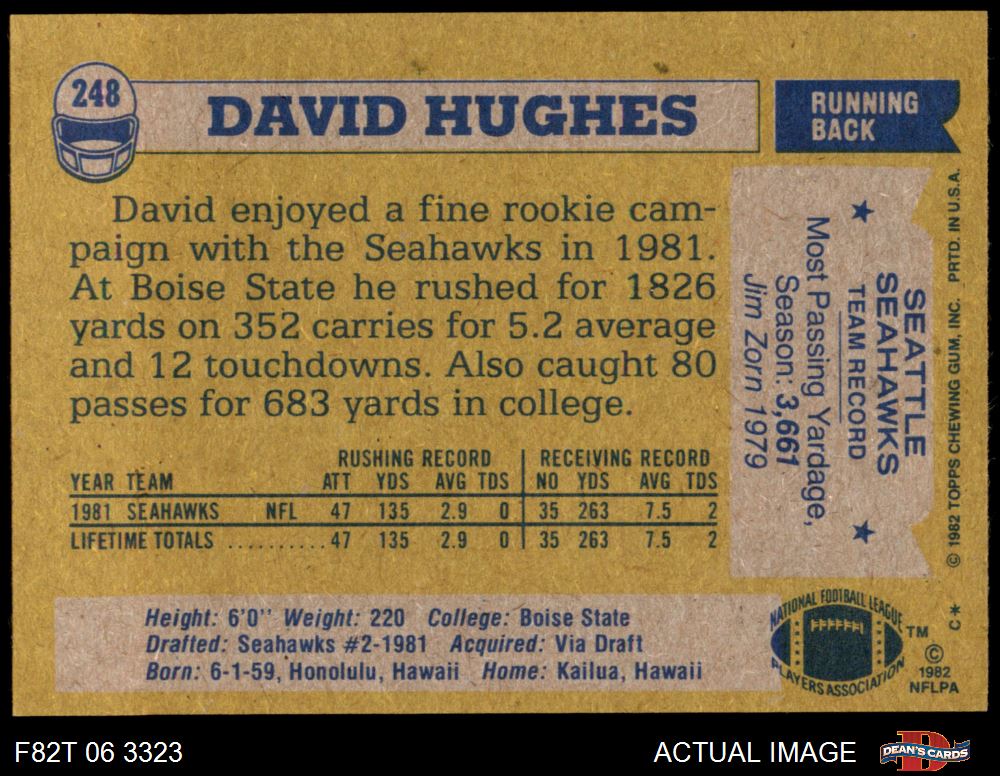 248
DAVID HUGHES
RUNNING
BACK
David enjoyed a fine rookie cam-
paign with the Seahawks in 1981.
At Boise State he rushed for 1826
yards on 352 carries for 5.2 average
and 12 touchdowns. Also caught 80
passes for 683 yards in college.
RUSHING RECORD RECEIVING RECORD
YEAR TEAM ATT YDS AVG TDS NO YDS AVG TDS
1981 SEAHAWKS NFL 47 135 2.9 0 35 263 7.5 2
LIFETIME TOTALS .......... 47 135 2.9 0 35 263 7.5 2
SEATTLE
SEAHAWKS
TEAM RECORD
★ Most Passing Yardage, ★
Season: 3,661
Jim Zorn 1979
© 1982 TOPPS CHEWING GUM, INC. PRTD. IN U.S.A.
Height: 6'0'' Weight: 220 College: Boise State
Drafted: Seahawks #2-1981 Acquired: Via Draft
Born: 6-1-59, Honolulu, Hawaii Home: Kailua, Hawaii
NATIONAL FOOTBALL LEAGUE
PLAYERS ASSOCIATION
TM
©
1982
NFLPA
C*
F82T 06 3323
ACTUAL IMAGE
D
DEAN'S CARDS